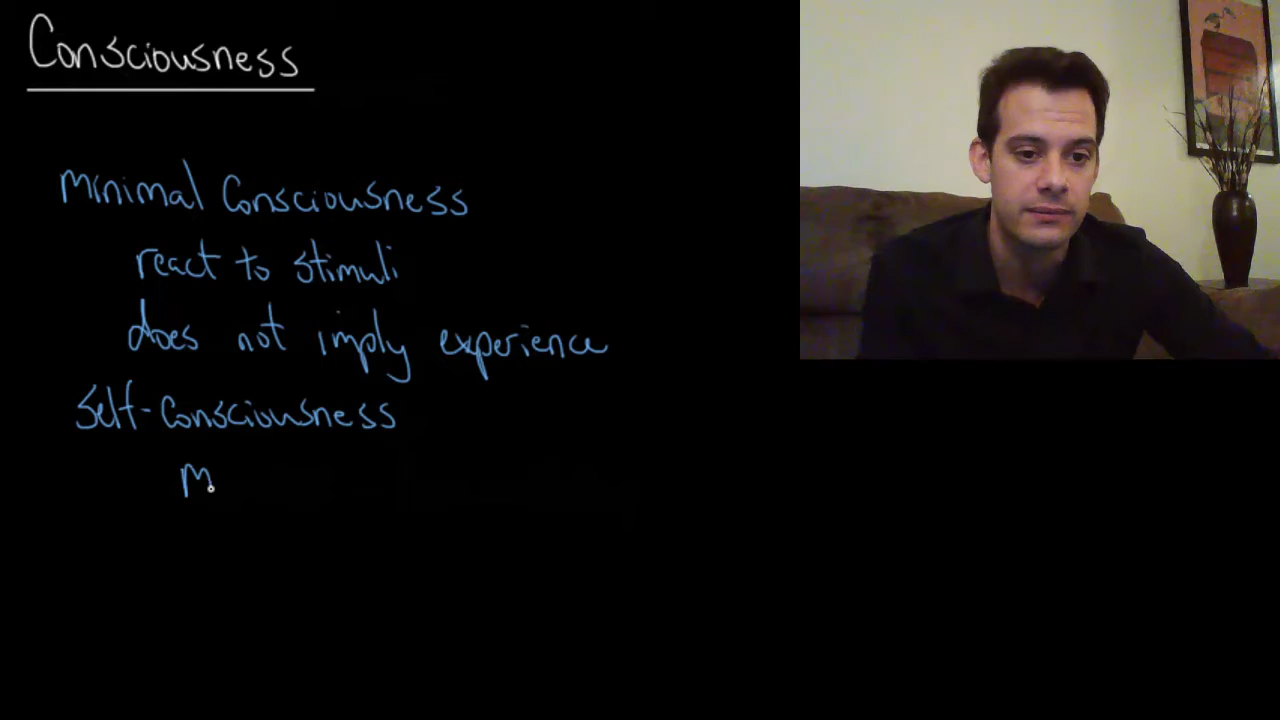 Consciousness
Minimal Consciousness
react to stimuli
does not imply experience
Self-Consciousness
M